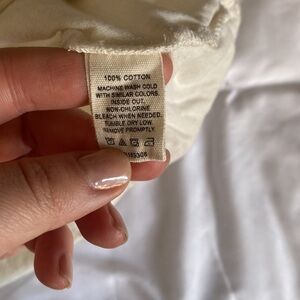 100% COTTON
MACHINE WASH COLD
WITH SIMILAR COLORS.
INSIDE OUT.
NON-CHLORINE
BLEACH WHEN NEEDED.
TUMBLE DRY LOW.
REMOVE PROMPTLY.